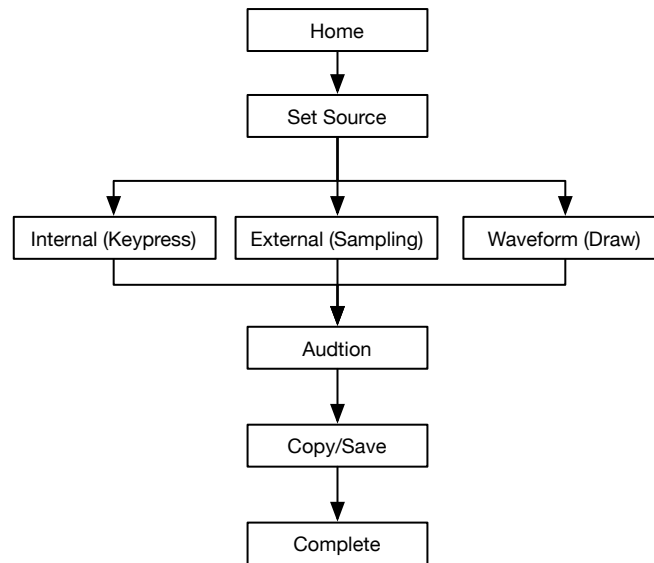 Home
Set Source
Internal (Keypress)
External (Sampling)
Waveform (Draw)
Audtion
Copy/Save
Complete